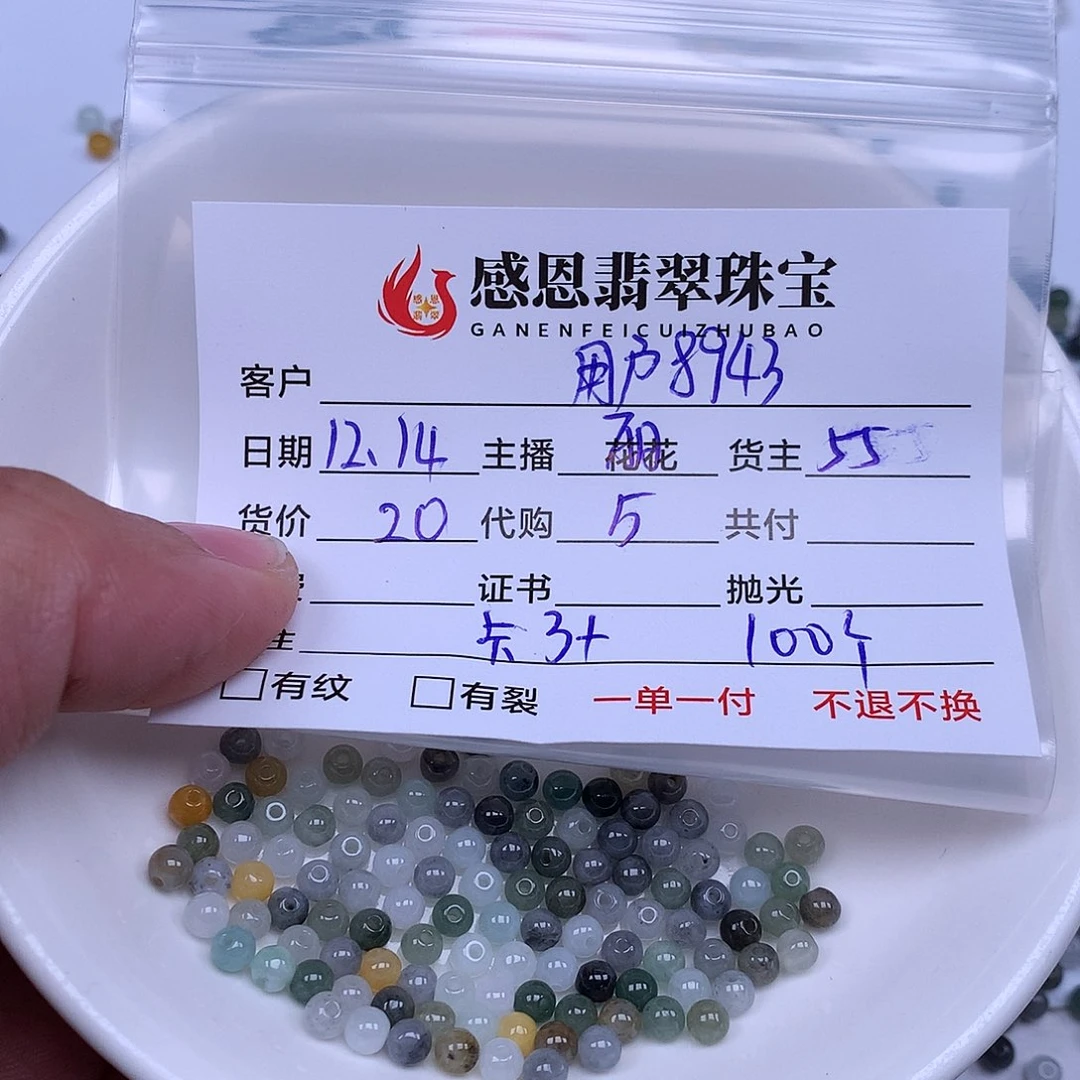 感恩翡翠珠宝
GANENFEICUIZHUBAO
客户 用户8943
日期 12.14 主播 丽 货主 55
货价 20 代购 5 共付
证书 抛光
卡3+ 100个
有纹 有裂 一单一付 不退不换